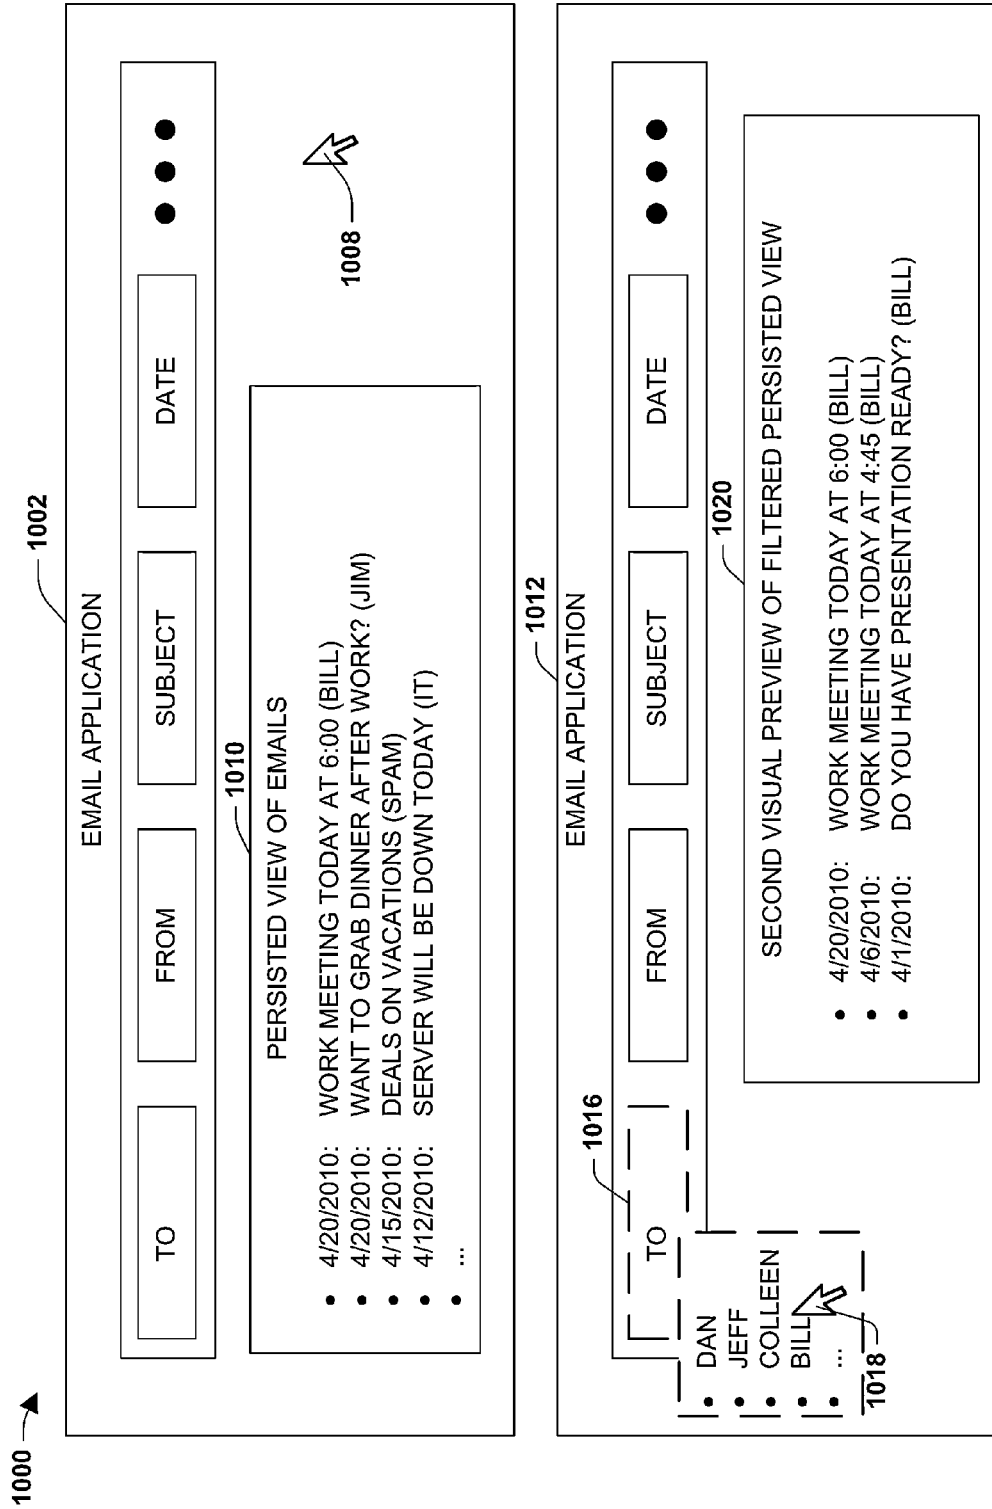 1000
1002
EMAIL APPLICATION
TO
FROM
SUBJECT
DATE
1008
1010
PERSISTED VIEW OF EMAILS
• 4/20/2010: WORK MEETING TODAY AT 6:00 (BILL)
• 4/20/2010: WANT TO GRAB DINNER AFTER WORK? (JIM)
• 4/15/2010: DEALS ON VACATIONS (SPAM)
• 4/12/2010: SERVER WILL BE DOWN TODAY (IT)
• ...
1012
EMAIL APPLICATION
1016
TO
FROM
SUBJECT
DATE
• DAN
• JEFF
• COLLEEN
• BILL
• ...
1018
1020
SECOND VISUAL PREVIEW OF FILTERED PERSISTED VIEW
• 4/20/2010: WORK MEETING TODAY AT 6:00 (BILL)
• 4/6/2010: WORK MEETING TODAY AT 4:45 (BILL)
• 4/1/2010: DO YOU HAVE PRESENTATION READY? (BILL)